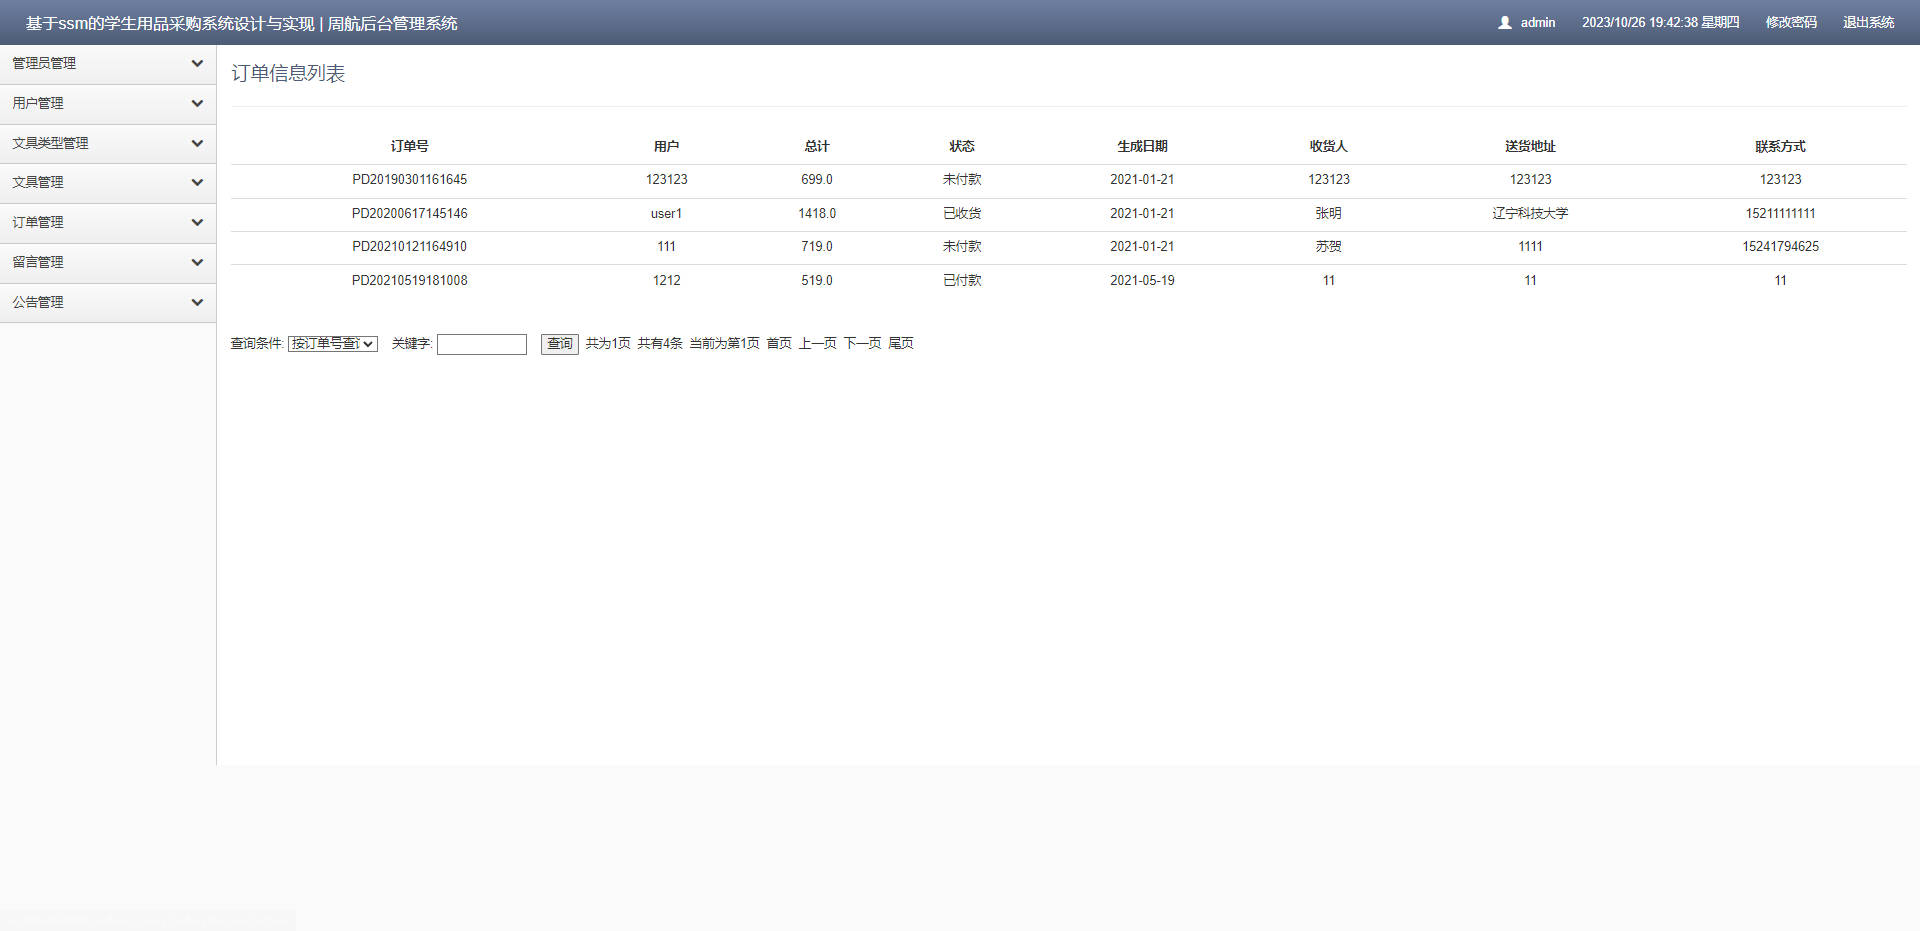 基于ssm的学生用品采购系统设计与实现 | 周航后台管理系统
admin 2023/10/26 19:42:38 星期四 修改密码 退出系统
管理员管理
用户管理
文具类型管理
文具管理
订单管理
留言管理
公告管理
订单信息列表
订单号 用户 总计 状态 生成日期 收货人 送货地址 联系方式
PD20190301161645 123123 699.0 未付款 2021-01-21 123123 123123 123123
PD20200617145146 user1 1418.0 已收货 2021-01-21 张明 辽宁科技大学 15211111111
PD20210121164910 111 719.0 未付款 2021-01-21 苏贺 1111 15241794625
PD20210519181008 1212 519.0 已付款 2021-05-19 11 11 11
查询条件: 按订单号查 关键字: 查询 共为1页 共有4条 当前为第1页 首页 上一页 下一页 尾页